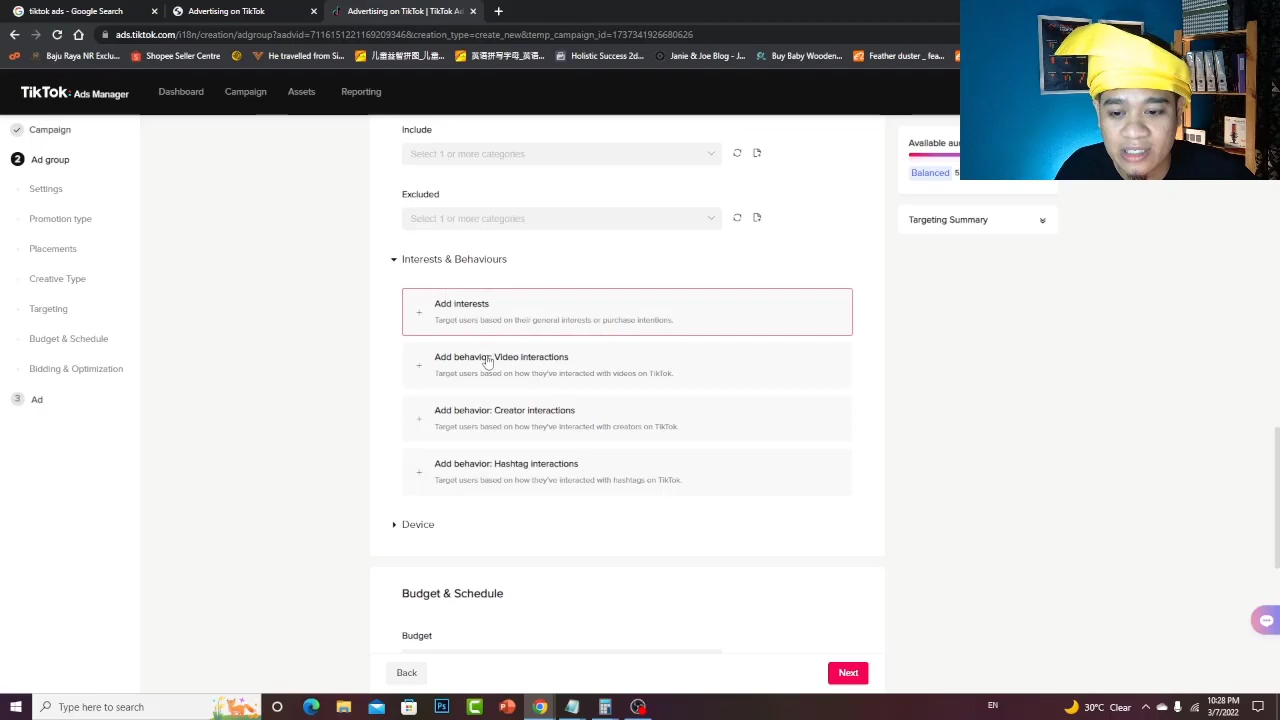 tiktok ads - Google Search
Advertising on TikTok
Advertising on TikTok | TikTok Ad
ads.tiktok.com/i18n/creation/adgroup?aadvid=7116151271169209346&creation_type=create_new&temp_campaign_id=1737341926680626
Baju Raya NR Exclu...
Shopee Seller Centre
He travelled from Si...
Holistic Success 2d...
Janie & Joe Blog - J...
Buy Baby Wooden...
Feather duster _ fea...
TikTok: Ads Manager
Dashboard
Campaign
Assets
Reporting
Campaign
2 Ad group
Settings
Promotion type
Placements
Creative Type
Targeting
Budget & Schedule
Bidding & Optimization
3 Ad
Include
Select 1 or more categories
Excluded
Select 1 or more categories
Interests & Behaviours
Add interests
Target users based on their general interests or purchase intentions.
Add behavior: Video interactions
Target users based on how they've interacted with videos on TikTok.
Add behavior: Creator interactions
Target users based on how they've interacted with creators on TikTok.
Add behavior: Hashtag interactions
Target users based on how they've interacted with hashtags on TikTok.
Device
Budget & Schedule
Budget
Back
Next
Available au
Balanced 5
Targeting Summary
Type here to search
30°C Clear
EN
10:28 PM
3/7/2022